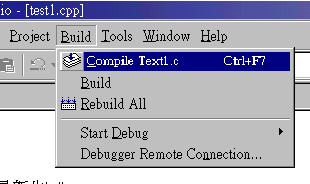 io - [test1.cpp]
Project Build Tools Window Help
Compile Text1.c Ctrl+F7
Build
Rebuild All
Start Debug
Debugger Remote Connection...